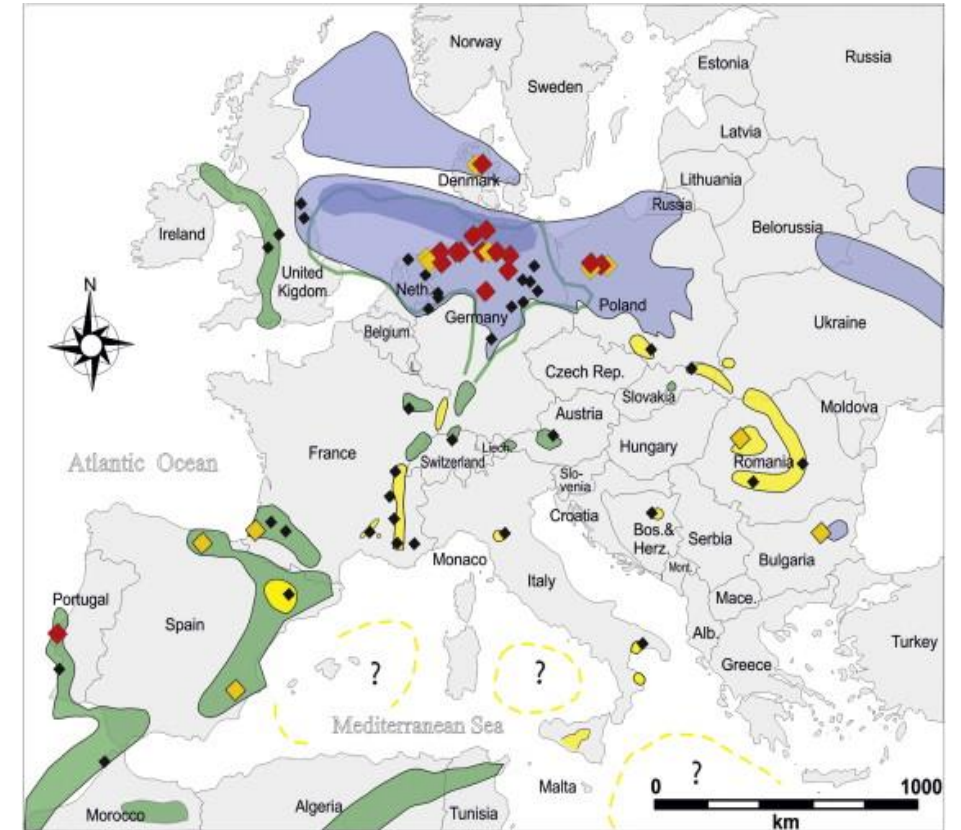 Norway
Sweden
Estonia
Russia
Latvia
Lithuania
Russia
Denmark
Belorussia
Ireland
United
Kigdom
N
Neth.
Germany
Poland
Ukraine
Belgium
L.
Czech Rep.
Slovakia
Moldova
Austria
France
Atlantic Ocean
Switzerland
Liech.
Hungary
Romania
Slo-
venia
Croatia
Bos.&
Herz.
Serbia
Bulgaria
Monaco
Mont.
Italy
Portugal
Spain
Mace.
Alb.
Greece
Turkey
?
?
Mediterranean Sea
?
Malta
0 1000
km
Morocco
Algeria
Tunisia